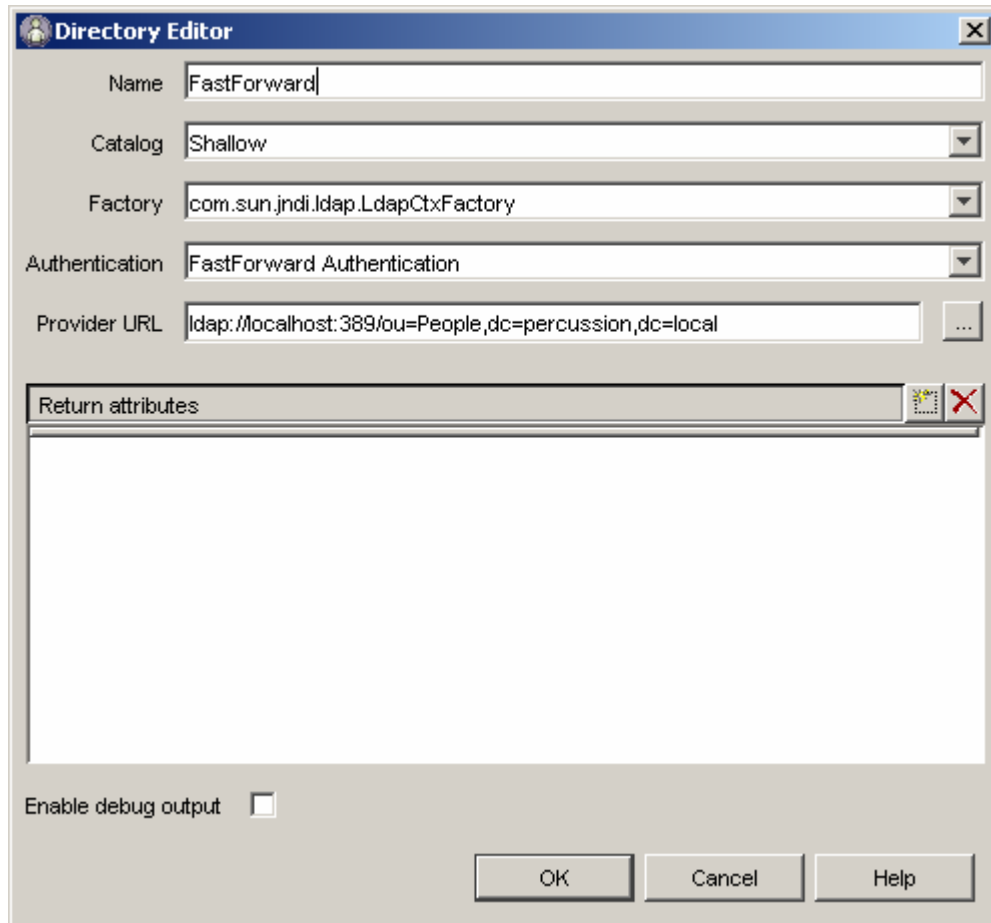 Directory Editor
Name FastForward
Catalog Shallow
Factory com.sun.jndi.ldap.LdapCtxFactory
Authentication FastForward Authentication
Provider URL ldap://localhost:389/ou=People,dc=percussion,dc=local ...
Return attributes
Enable debug output
OK Cancel Help